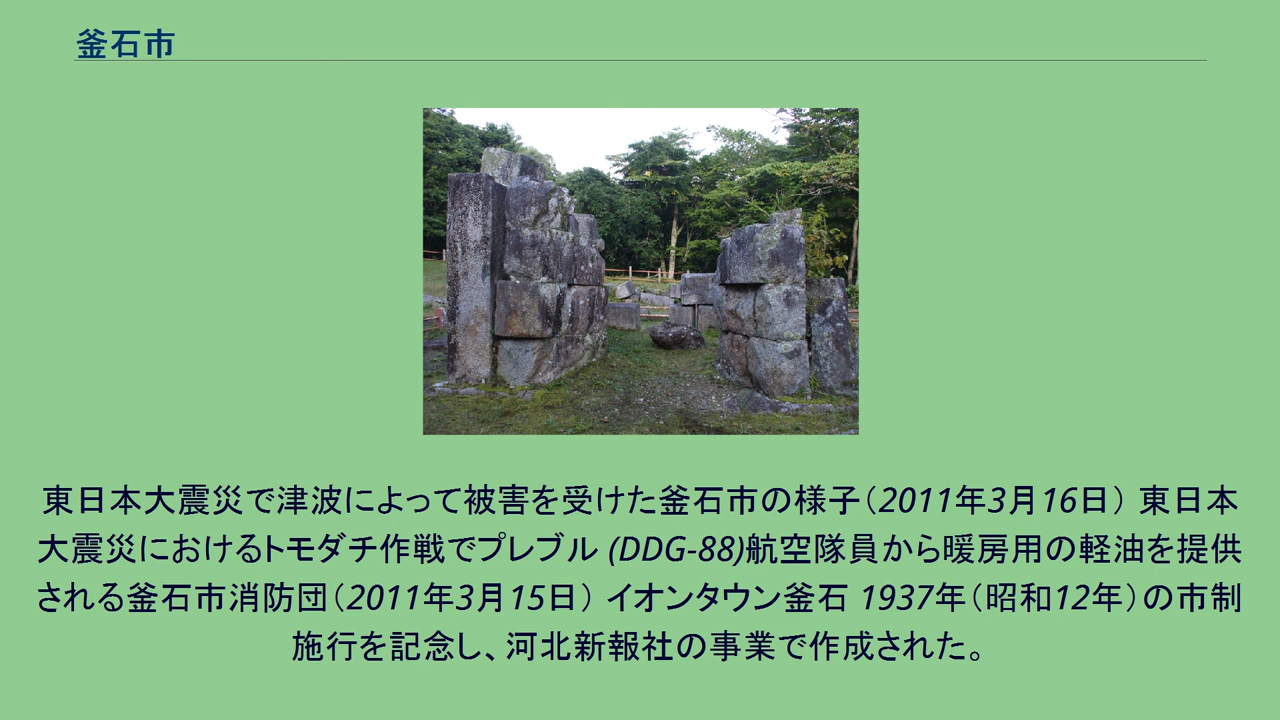 釜石市
東日本大震災で津波によって被害を受けた釜石市の様子（2011年3月16日） 東日本
大震災におけるトモダチ作戦でプレブル (DDG-88)航空隊員から暖房用の軽油を提供
される釜石市消防団（2011年3月15日） イオンタウン釜石 1937年（昭和12年）の市制
施行を記念し、河北新報社の事業で作成された。